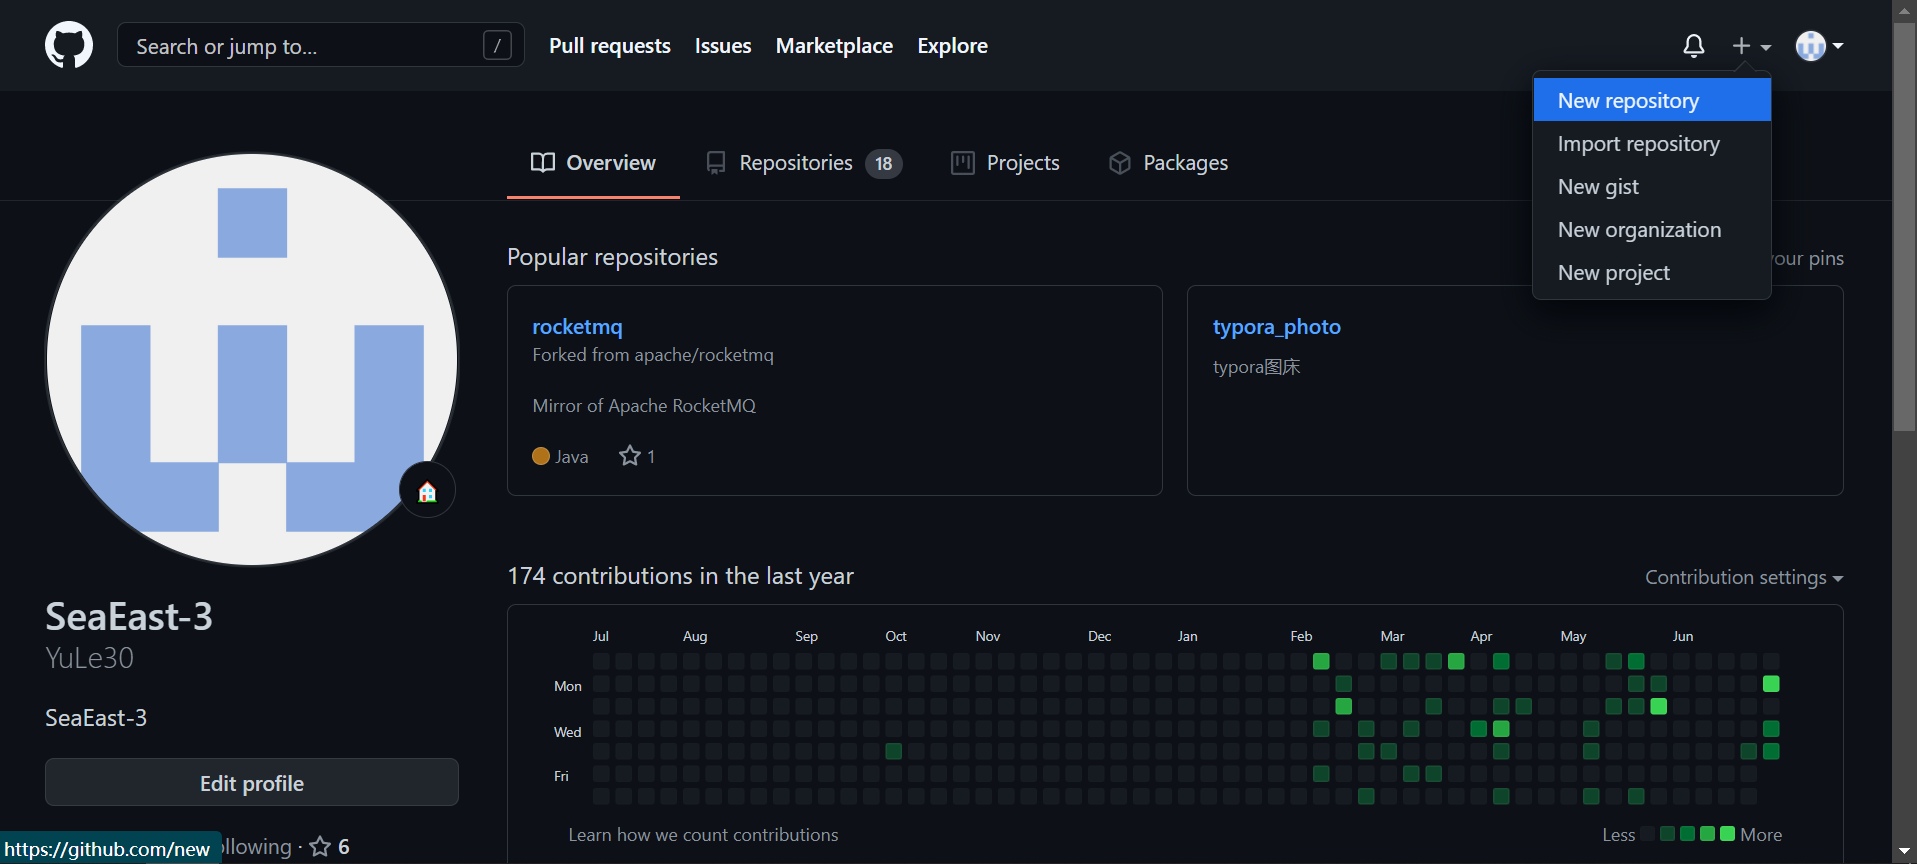 Search or jump to... /
Pull requests Issues Marketplace Explore
New repository
Import repository
New gist
New organization
New project
Overview Repositories 18 Projects Packages
Popular repositories
your pins
rocketmq
Forked from apache/rocketmq
Mirror of Apache RocketMQ
Java 1
typora_photo
typora图床
SeaEast-3
YuLe30
SeaEast-3
Edit profile
ollowing · 6
174 contributions in the last year
Contribution settings
Jul Aug Sep Oct Nov Dec Jan Feb Mar Apr May Jun
Mon
Wed
Fri
Learn how we count contributions
Less More
https://github.com/new